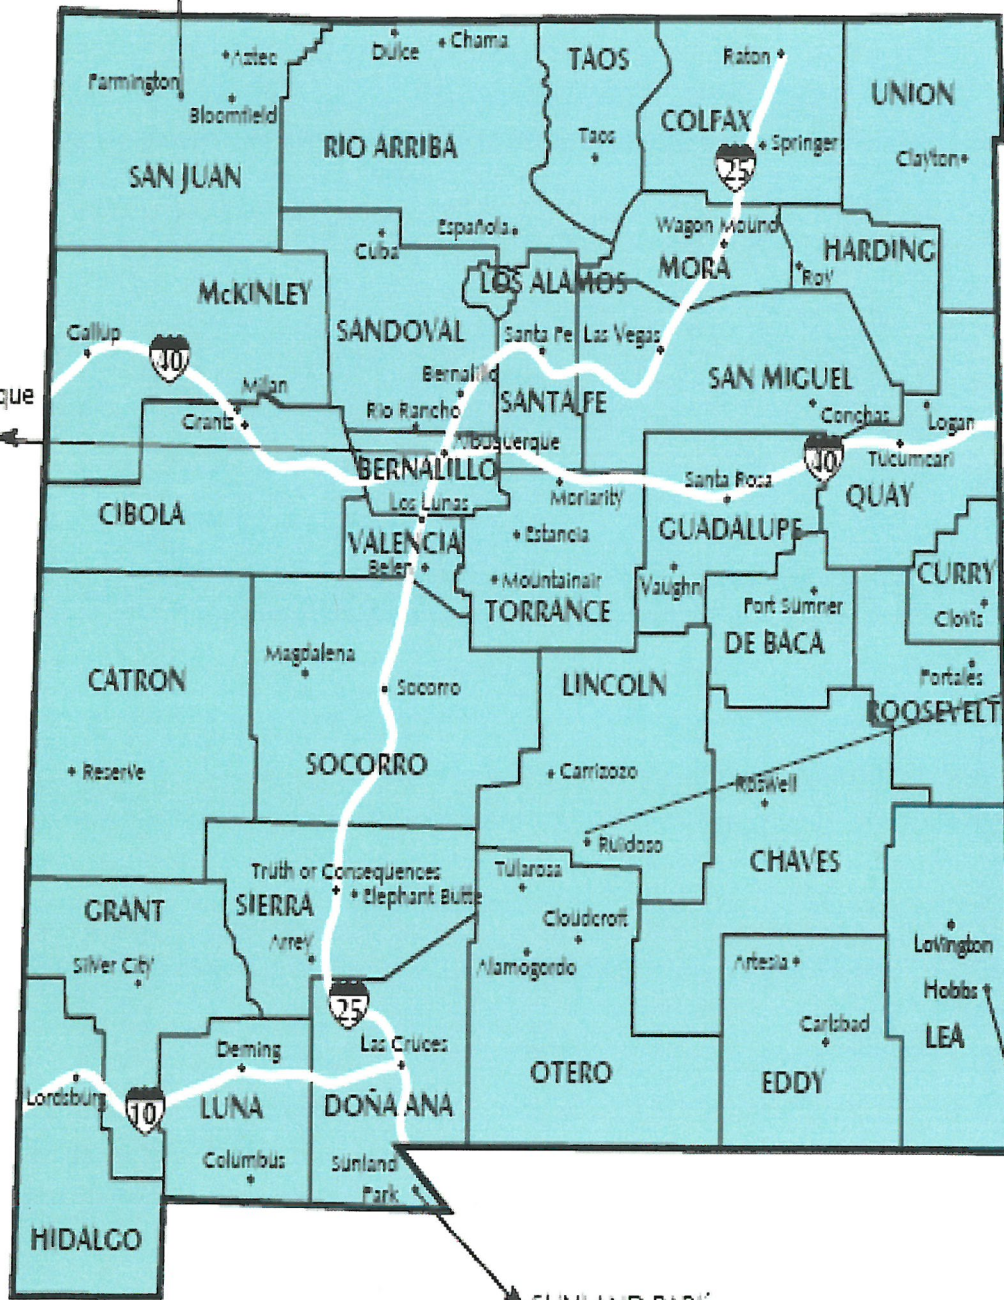 Aztec
Dulce
Chama
TAOS
Raton
Farmington
Bloomfield
UNION
COLFAX
RIO ARRIBA
Taos
Springer
Clayton
25
SAN JUAN
Española
Wagon Mound
Cuba
HARDING
MORA
Roy
LOS ALAMOS
McKINLEY
SANDOVAL
Santa Fe
Las Vegas
Gallup
40
Bernalillo
SAN MIGUEL
Milan
que
Rio Rancho
SANTA FE
Conchas
Grants
Logan
Albuquerque
40
Tucumcari
BERNALILLO
Santa Rosa
Moriarity
QUAY
Los Lunas
CIBOLA
GUADALUPE
Estancia
VALENCIA
Belen
CURRY
Mountainair
Vaughn
Fort Sumner
TORRANCE
Clovis
DE BACA
Magdalena
CATRON
Socorro
LINCOLN
Portales
ROOSEVELT
SOCORRO
Reserve
Carrizozo
Roswell
Ruidoso
CHAVES
Truth or Consequences
Tularosa
Elephant Butte
GRANT
SIERRA
Cloudcroft
Arrey
Lovington
Silver City
Alamogordo
Artesia
Hobbs
25
Carlsbad
LEA
Las Cruces
Deming
OTERO
EDDY
Lordsburg
10
LUNA
DOÑA ANA
Columbus
Sunland
Park
HIDALGO
SUNLAND PARK